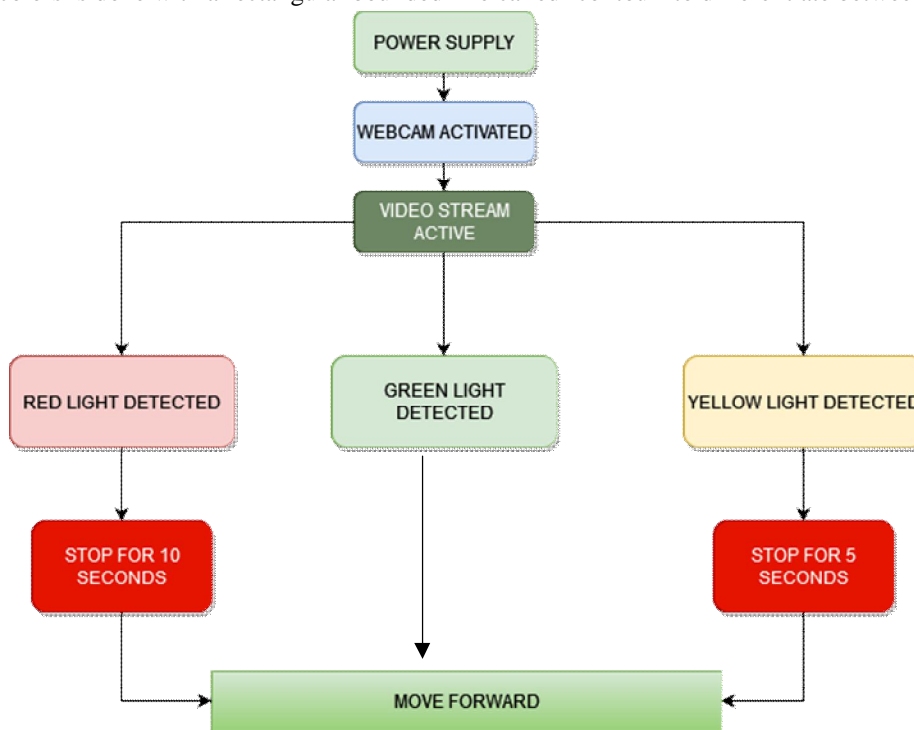 POWER SUPPLY
WEBCAM ACTIVATED
VIDEO STREAM
ACTIVE
RED LIGHT DETECTED
GREEN LIGHT
DETECTED
YELLOW LIGHT DETECTED
STOP FOR 10
SECONDS
STOP FOR 5
SECONDS
MOVE FORWARD